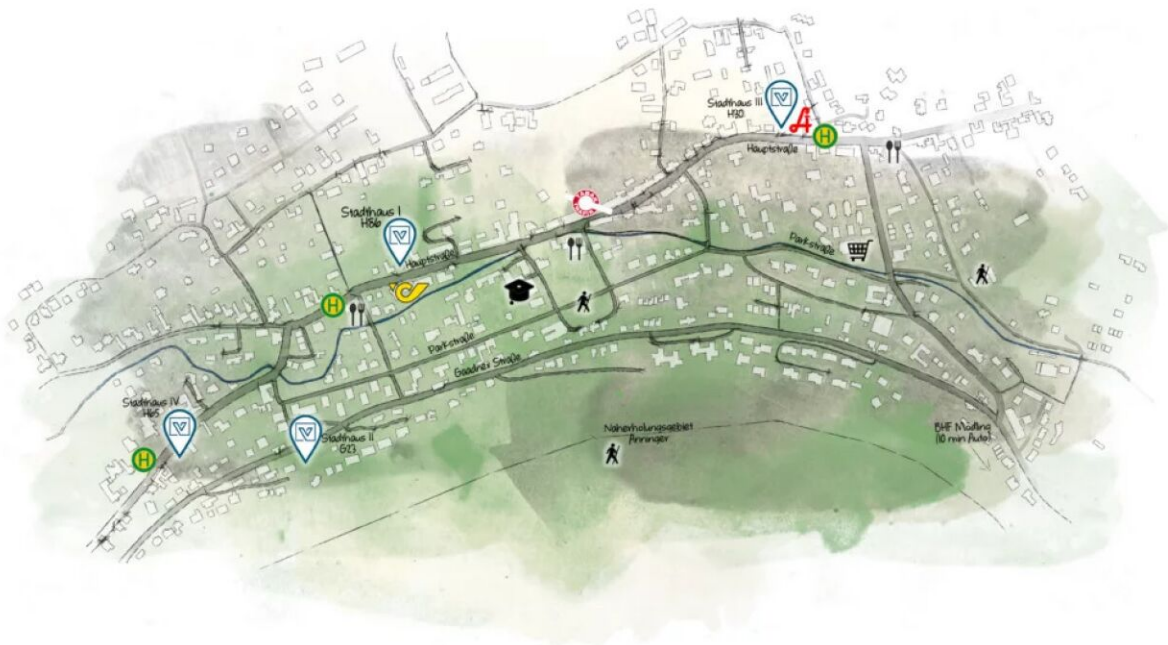 Stadthaus III
H30
Hauptstraße
Stadthaus I
H86
Hauptstraße
Parkstraße
Parkstraße
Gaadner Straße
Stadthaus IV
H65
Stadthaus II
G23
Naherholungsgebiet
Anninger
BHF Mödling
(10 min Auto)
H
H
H
A